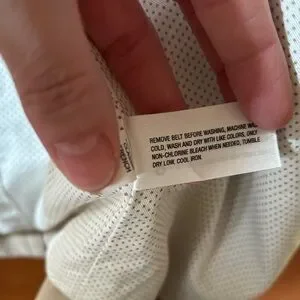 REMOVE BELT BEFORE WASHING, MACHINE WA
COLD, WASH AND DRY WITH LIKE COLORS, ONLY
NON-CHLORINE BLEACH WHEN NEEDED, TUMBLE
DRY LOW. COOL IRON.